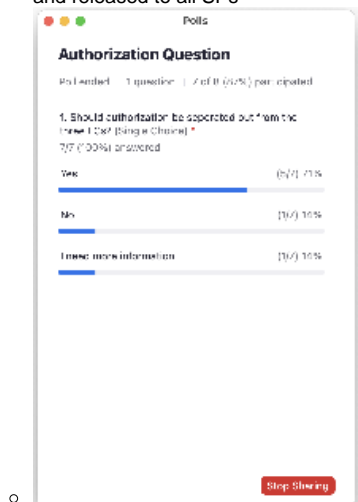 and released to all CPs
Polls
Authorization Question
Poll ended 1 question | 7 of 8 (87%) participated
1. Should authorization be seperated out from the
three (Single Choice) *
7/7 (100%) answered
Yes (5/7) 71%
No (1/7) 14%
I need more information (1/7) 14%
Stop Sharing